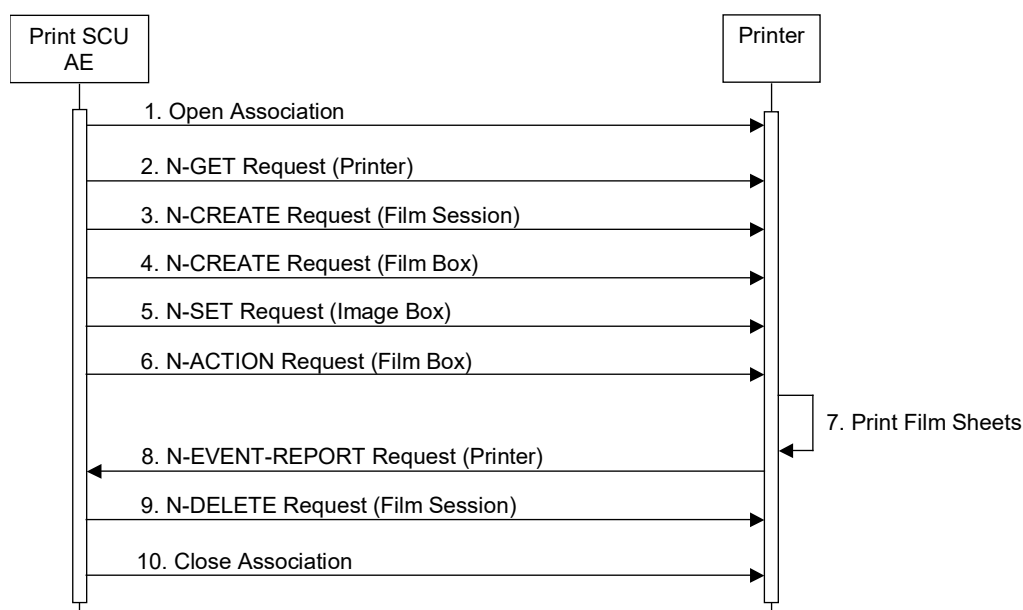 Print SCU
AE
Printer
1. Open Association
2. N-GET Request (Printer)
3. N-CREATE Request (Film Session)
4. N-CREATE Request (Film Box)
5. N-SET Request (Image Box)
6. N-ACTION Request (Film Box)
7. Print Film Sheets
8. N-EVENT-REPORT Request (Printer)
9. N-DELETE Request (Film Session)
10. Close Association